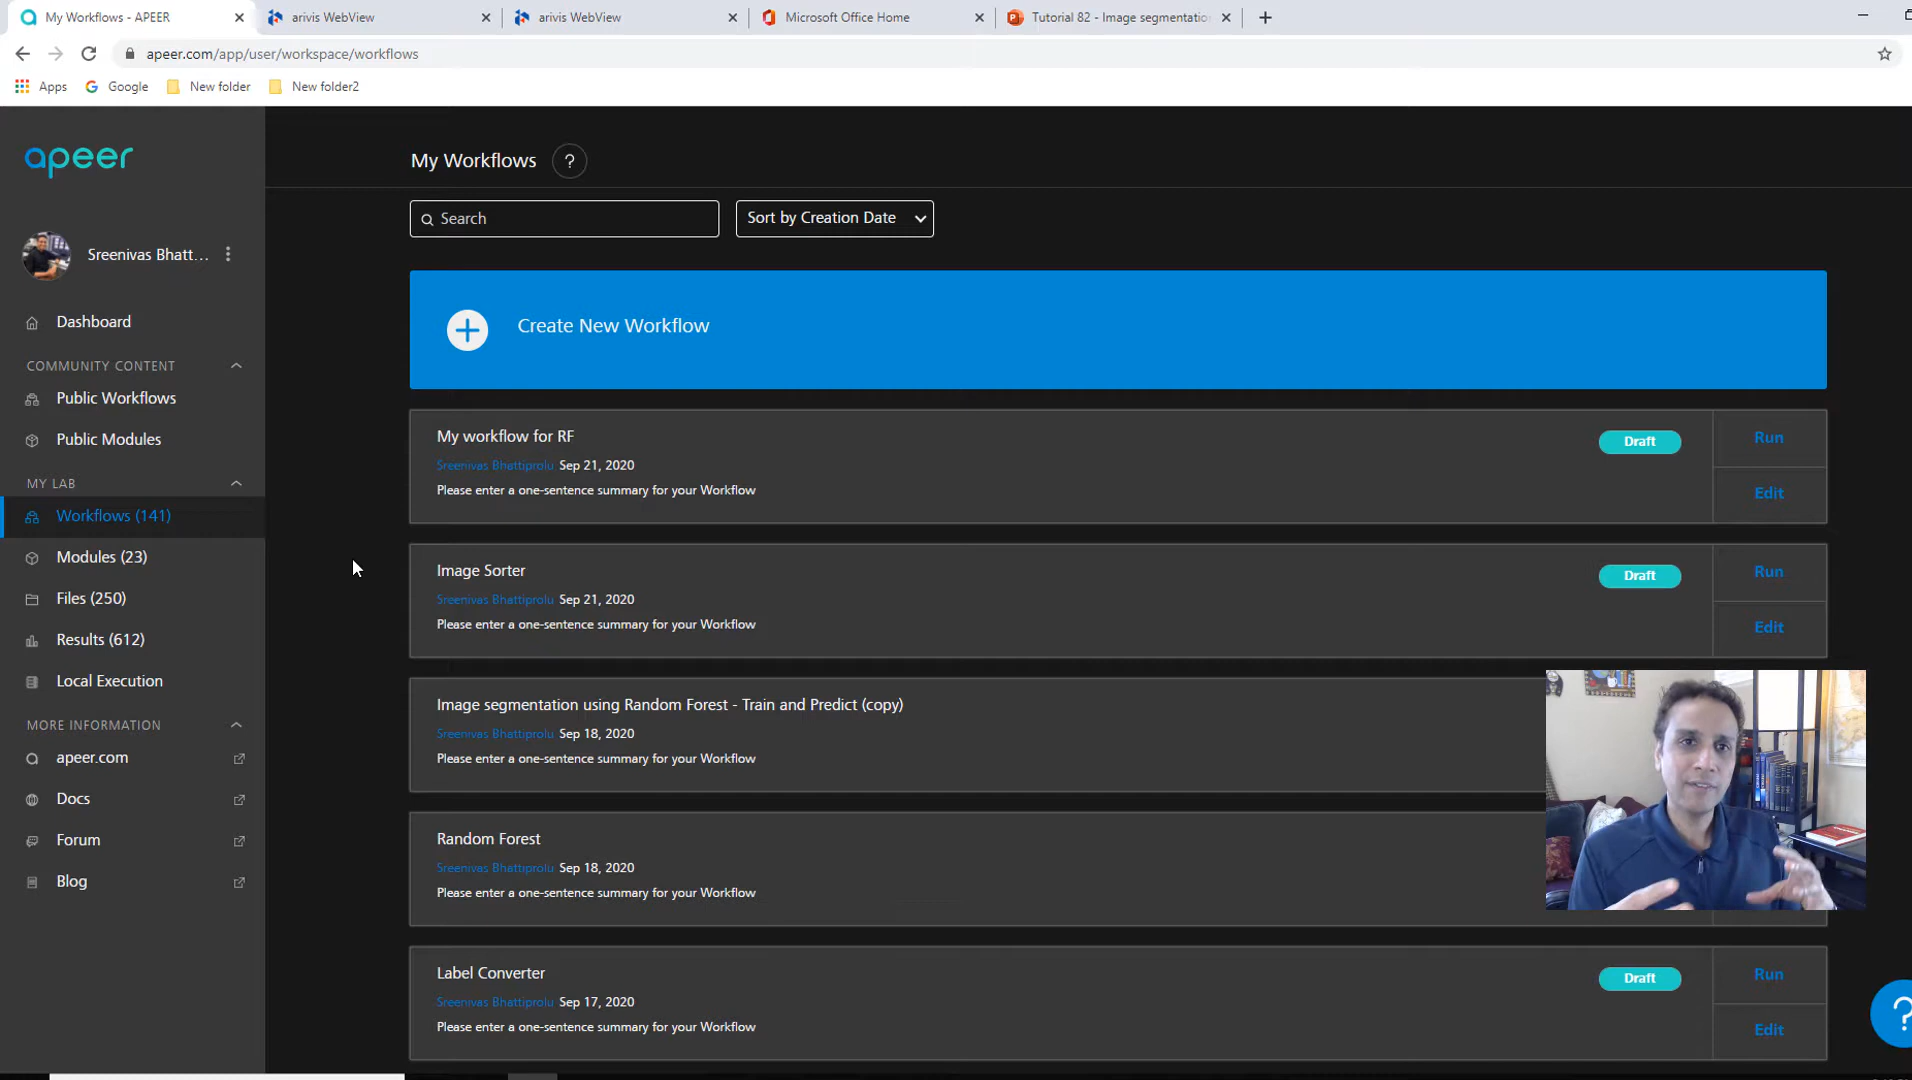 My Workflows - APEER
arivis WebView
arivis WebView
Microsoft Office Home
Tutorial 82 - Image segmentatio
apeer.com/app/user/workspace/workflows
Apps
Google
New folder
New folder2
apeer
Sreenivas Bhatt...
Dashboard
COMMUNITY CONTENT
Public Workflows
Public Modules
MY LAB
Workflows (141)
Modules (23)
Files (250)
Results (612)
Local Execution
MORE INFORMATION
apeer.com
Docs
Forum
Blog
My Workflows ?
Search
Sort by Creation Date
Create New Workflow
My workflow for RF
Sreenivas Bhattiprolu Sep 21, 2020
Please enter a one-sentence summary for your Workflow
Draft
Run
Edit
Image Sorter
Sreenivas Bhattiprolu Sep 21, 2020
Please enter a one-sentence summary for your Workflow
Draft
Run
Edit
Image segmentation using Random Forest - Train and Predict (copy)
Sreenivas Bhattiprolu Sep 18, 2020
Please enter a one-sentence summary for your Workflow
Random Forest
Sreenivas Bhattiprolu Sep 18, 2020
Please enter a one-sentence summary for your Workflow
Label Converter
Sreenivas Bhattiprolu Sep 17, 2020
Please enter a one-sentence summary for your Workflow
Draft
Run
Edit
?